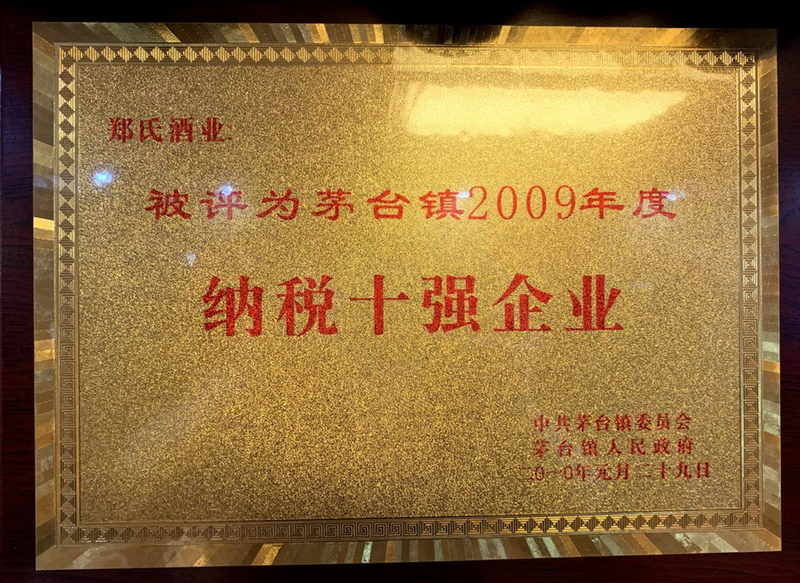 郑氏酒业:
被评为茅台镇2009年度
纳税十强企业
中共茅台镇委员会
茅台镇人民政府
二0一0年元月二十九日